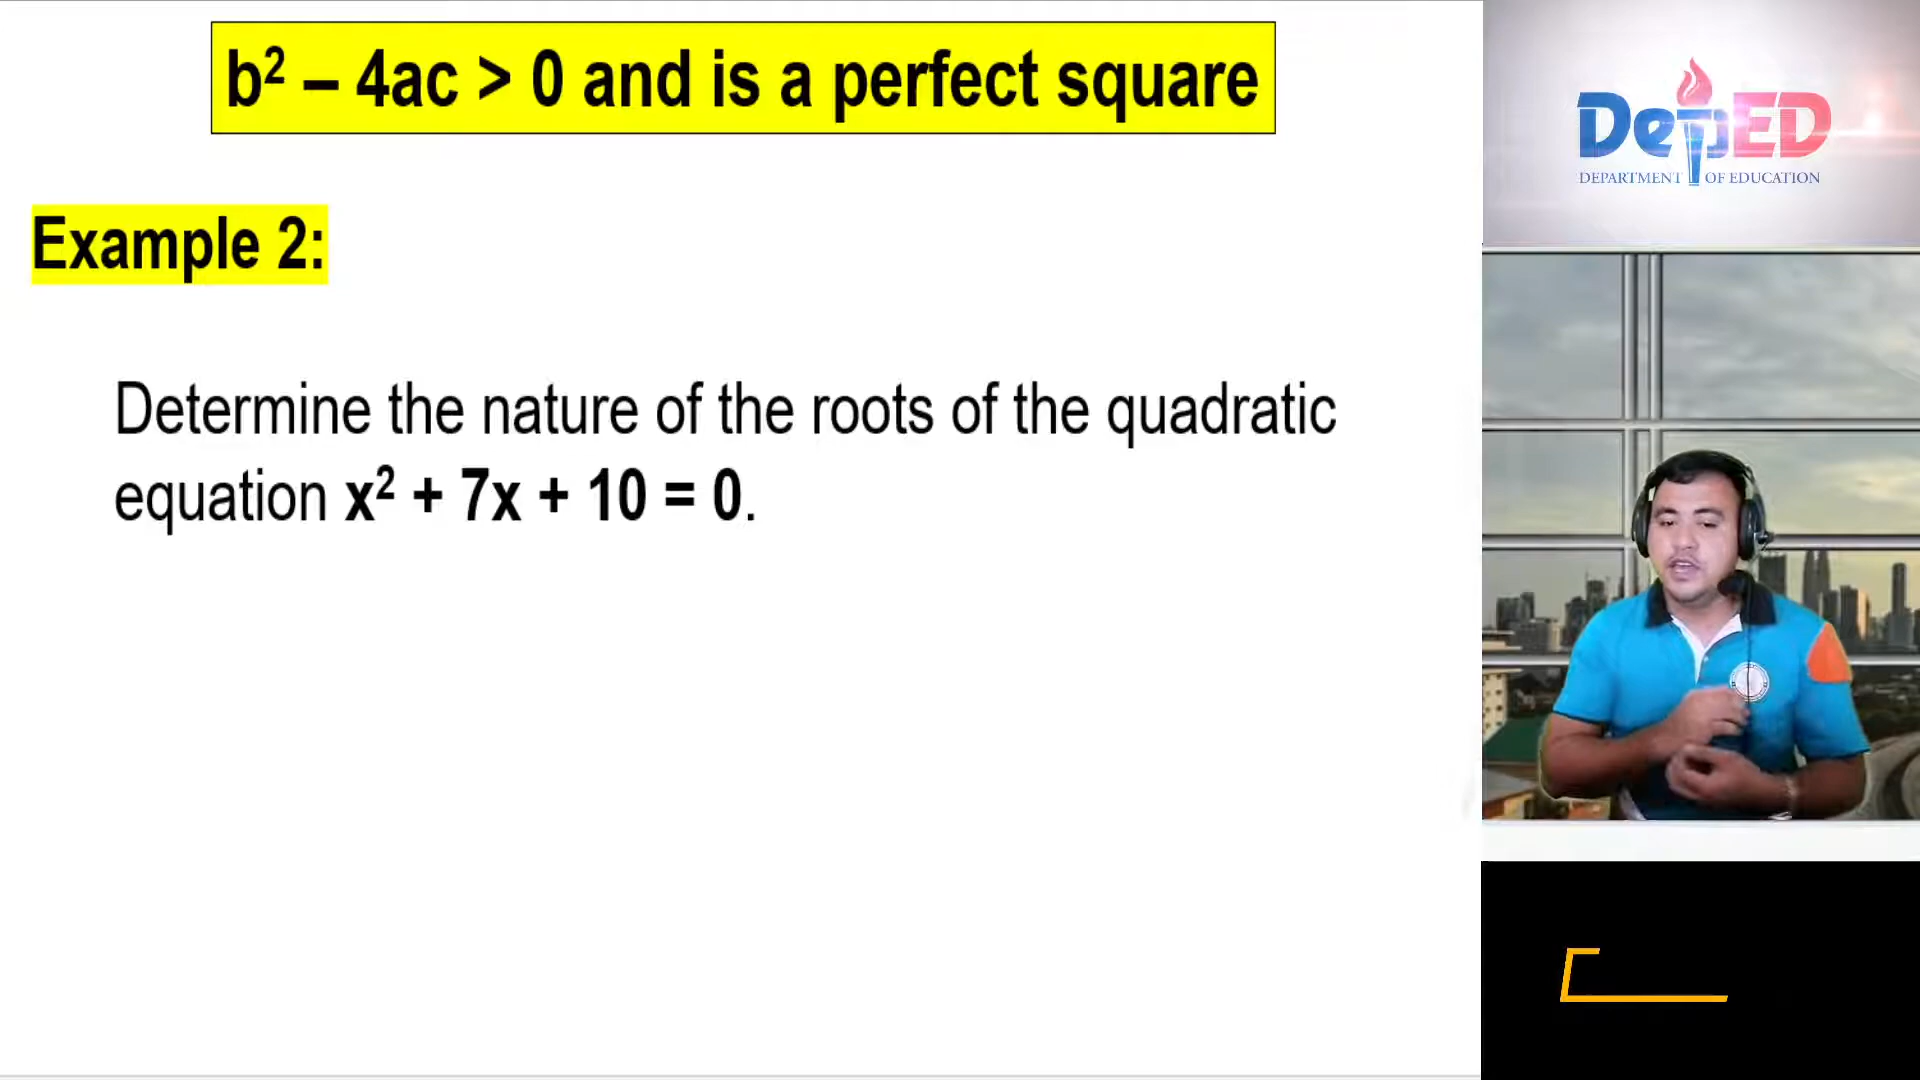 b² – 4ac > 0 and is a perfect square
Example 2:
Determine the nature of the roots of the quadratic
equation x² + 7x + 10 = 0.
DepED
DEPARTMENT OF EDUCATION